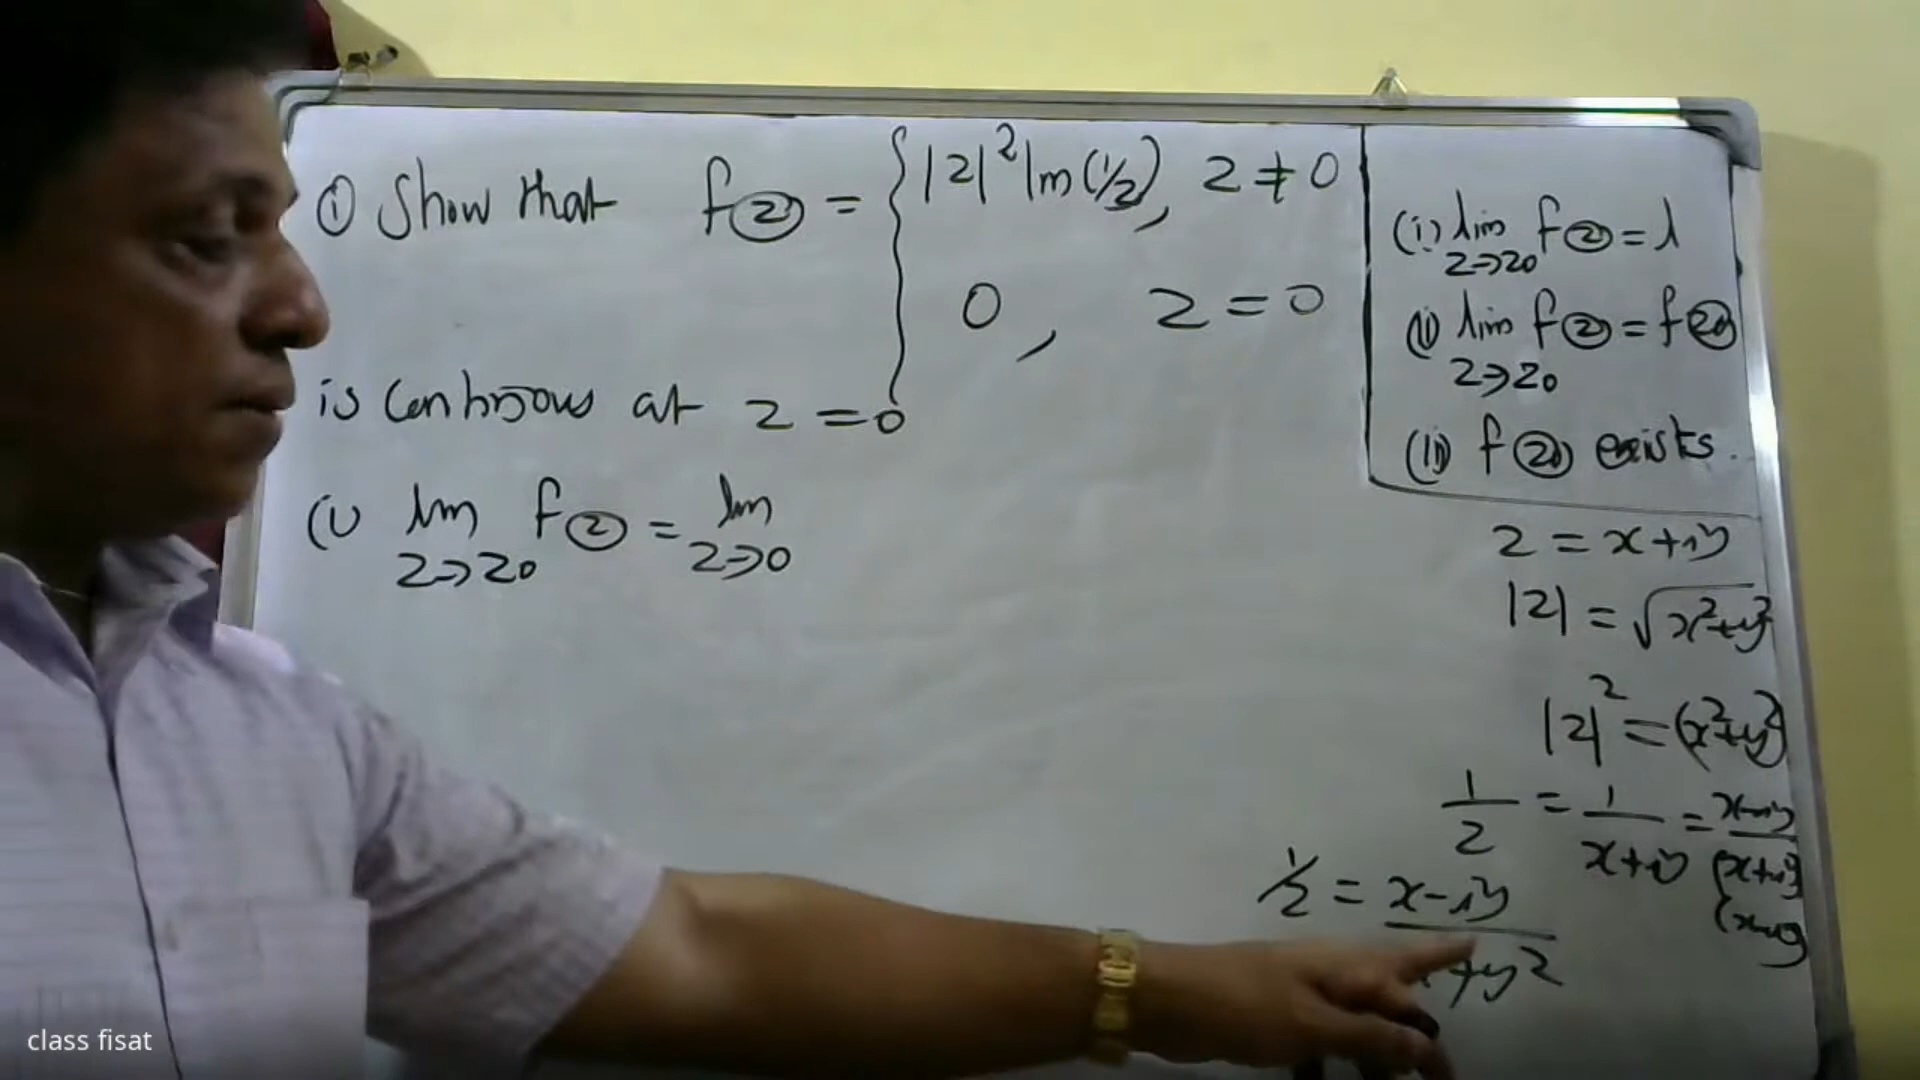 ① Show that f(z) = { |z|² Im(1/z), z ≠ 0
0, z = 0
is continuous at z = 0
(i) lim z→z0 f(z) = lim z→0
(i) lim z→z0 f(z) = l
(ii) lim z→z0 f(z) = f(z0)
(iii) f(z0) exists.
z = x+iy
|z| = √x²+y²
|z|² = (x²+y²)
1/z = 1/x+iy = x-iy/(x+iy)(x-iy)
1/z = x-iy/x²+y²
class fisat